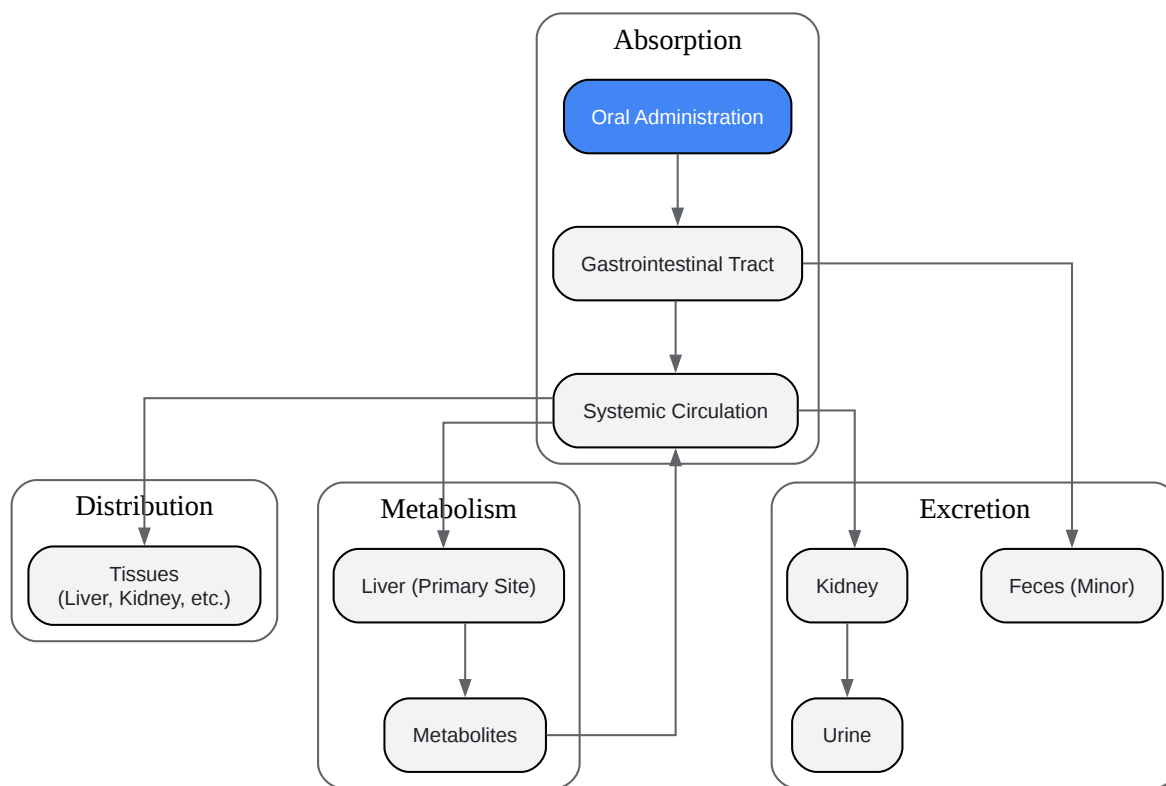 Absorption
Oral Administration
Gastrointestinal Tract
Systemic Circulation
Distribution
Tissues
(Liver, Kidney, etc.)
Metabolism
Liver (Primary Site)
Metabolites
Excretion
Kidney
Feces (Minor)
Urine